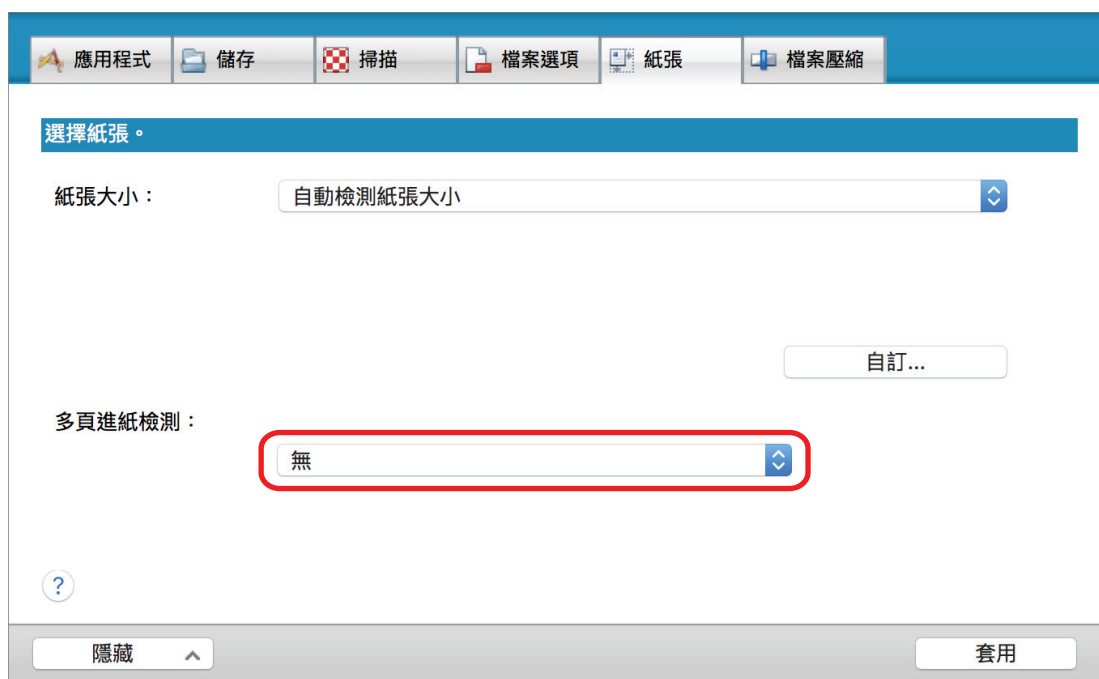 應用程式 儲存 掃描 檔案選項 紙張 檔案壓縮
選擇紙張。
紙張大小： 自動檢測紙張大小
自訂...
多頁進紙檢測：
無
?
隱藏 套用